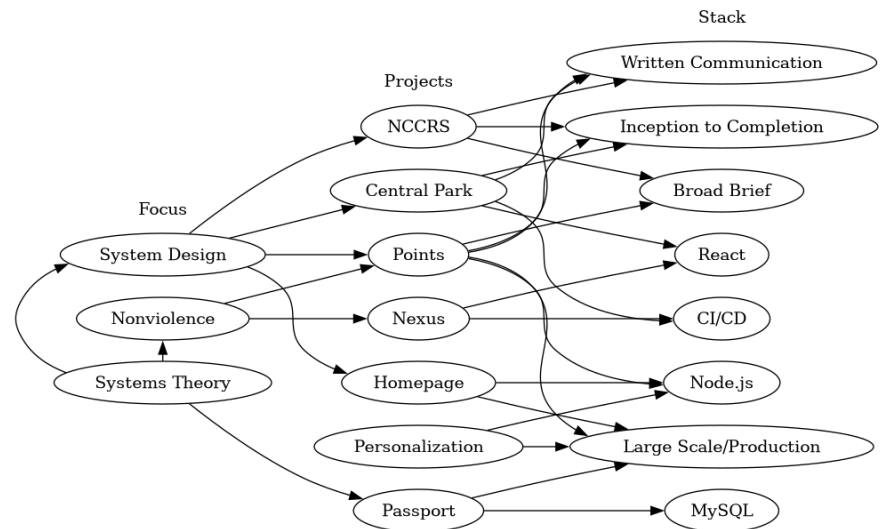 Stack
Written Communication
Projects
NCCRS
Inception to Completion
Central Park
Broad Brief
Focus
System Design
Points
React
Nonviolence
Nexus
CI/CD
Systems Theory
Homepage
Node.js
Personalization
Large Scale/Production
Passport
MySQL